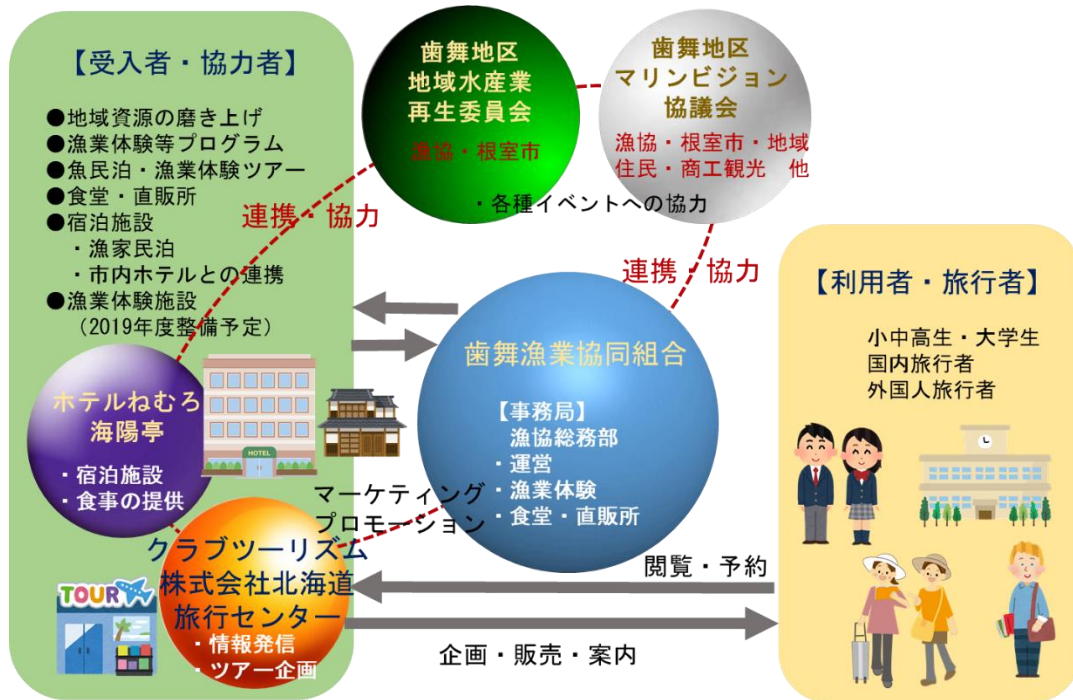 【受入者・協力者】
●地域資源の磨き上げ
●漁業体験等プログラム
●魚民泊・漁業体験ツアー
●食堂・直販所
●宿泊施設
・漁家民泊
・市内ホテルとの連携
●漁業体験施設
（2019年度整備予定）
歯舞地区
地域水産業
再生委員会
漁協・根室市
歯舞地区
マリンビジョン
協議会
漁協・根室市・地域
住民・商工観光 他
・各種イベントへの協力
連携・協力
連携・協力
歯舞漁業協同組合
【事務局】
漁協総務部
・運営
・漁業体験
・食堂・直販所
【利用者・旅行者】
小中高生・大学生
国内旅行者
外国人旅行者
ホテルねむろ
海陽亭
・宿泊施設
・食事の提供
HOTEL
マーケティング
プロモーション
クラブツーリズム
株式会社北海道
旅行センター
・情報発信
・ツアー企画
TOUR
閲覧・予約
企画・販売・案内